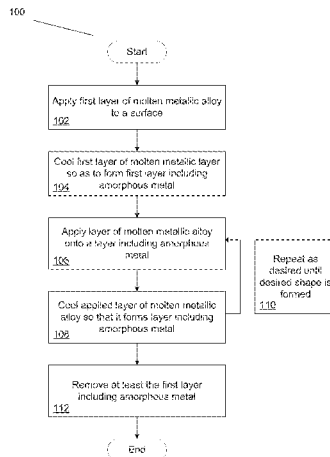 100
Start
Apply first layer of molten metallic alloy
to a surface
102
Cool first layer of molten metallic layer
so as to form first layer including
amorphous metal
104
Apply layer of molten metallic alloy
onto a layer including amorphous
metal
106
Cool applied layer of molten metallic
alloy so that it forms layer including
amorphous metal
108
Repeat as
desired until
desired shape is
formed
110
Remove at least the first layer
including amorphous metal
112
End